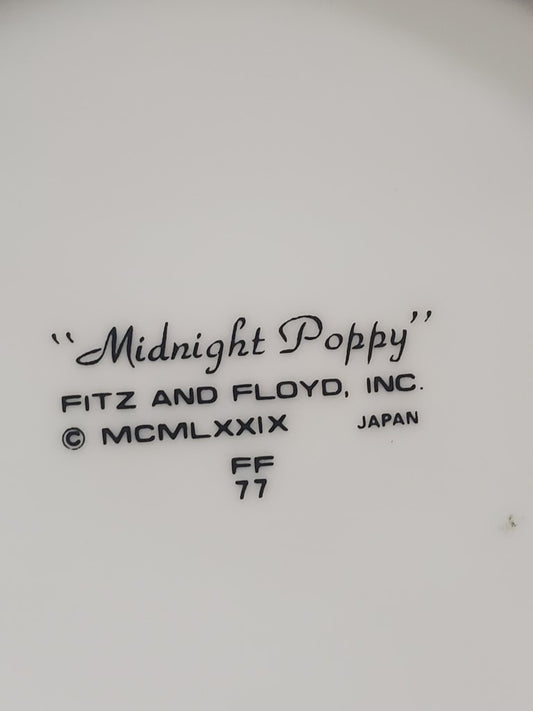 "Midnight Poppy"
FITZ AND FLOYD, INC.
© MCMLXXIX JAPAN
FF
77